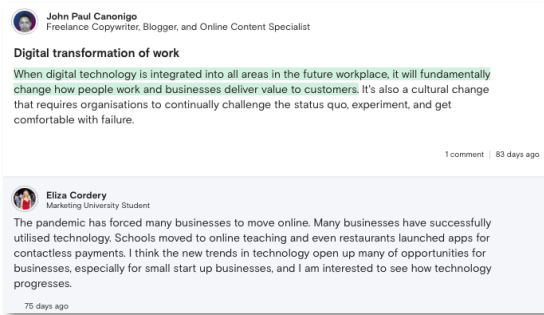 John Paul Canonigo
Freelance Copywriter, Blogger, and Online Content Specialist
Digital transformation of work
When digital technology is integrated into all areas in the future workplace, it will fundamentally
change how people work and businesses deliver value to customers. It's also a cultural change
that requires organisations to continually challenge the status quo, experiment, and get
comfortable with failure.
1 comment | 83 days ago
Eliza Cordery
Marketing University Student
The pandemic has forced many businesses to move online. Many businesses have successfully
utilised technology. Schools moved to online teaching and even restaurants launched apps for
contactless payments. I think the new trends in technology open up many of opportunities for
businesses, especially for small start up businesses, and I am interested to see how technology
progresses.
75 days ago